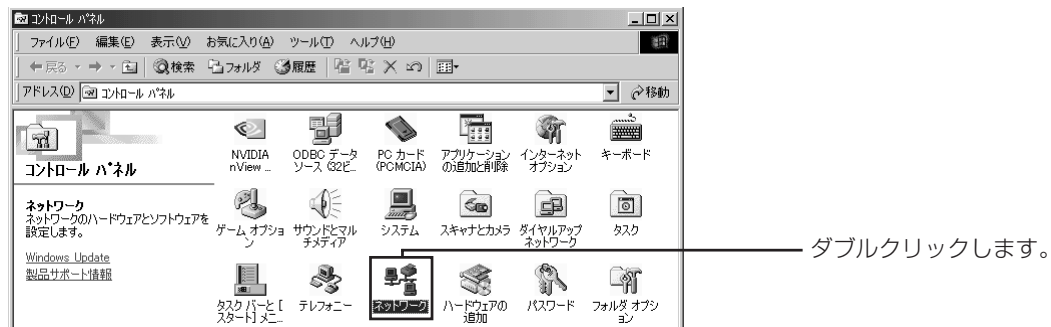 コントロール パネル
ファイル(F) 編集(E) 表示(V) お気に入り(A) ツール(T) ヘルプ(H)
戻る 検索 フォルダ 履歴
アドレス(D) コントロール パネル 移動
コントロール パネル
ネットワーク
ネットワークのハードウェアとソフトウェアを
設定します。
Windows Update
製品サポート情報
NVIDIA
nView ...
ODBC データ
ソース (32ビ...
PC カード
(PCMCIA)
アプリケーション
の追加と削除
インターネット
オプション
キーボード
ゲーム オプショ
ン
サウンドとマル
チメディア
システム
スキャナとカメラ
ダイヤルアップ
ネットワーク
タスク
タスク バーと [
スタート] メニ...
テレフォニー
ネットワーク
ハードウェアの
追加
パスワード
フォルダ オプシ
ョン
ダブルクリックします。